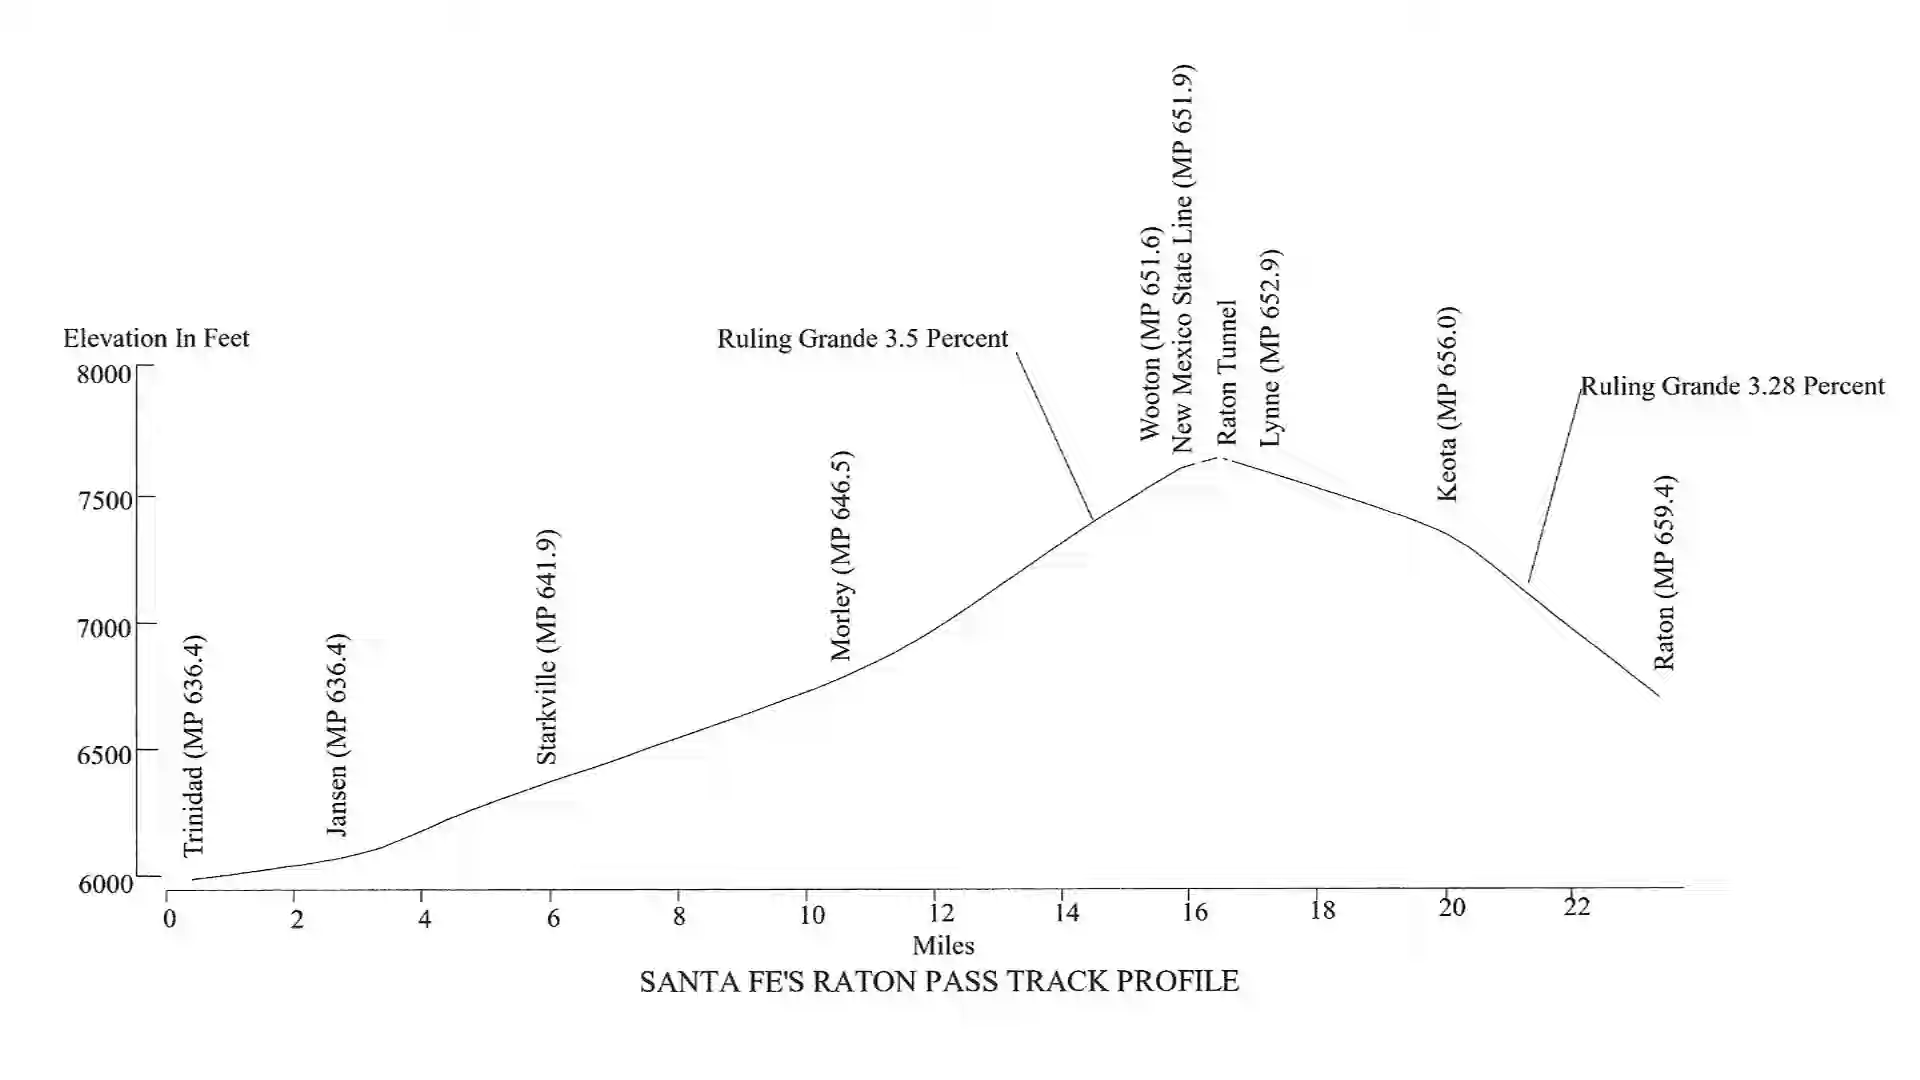 New Mexico State Line (MP 651.9)
Wooton (MP 651.6)
Raton Tunnel
Lynne (MP 652.9)
Elevation In Feet
Ruling Grande 3.5 Percent
Keota (MP 656.0)
Ruling Grande 3.28 Percent
8000
Morley (MP 646.5)
Raton (MP 659.4)
7500
Starkville (MP 641.9)
7000
Trinidad (MP 636.4)
Jansen (MP 636.4)
6500
6000
0 2 4 6 8 10 12 14 16 18 20 22
Miles
SANTA FE'S RATON PASS TRACK PROFILE